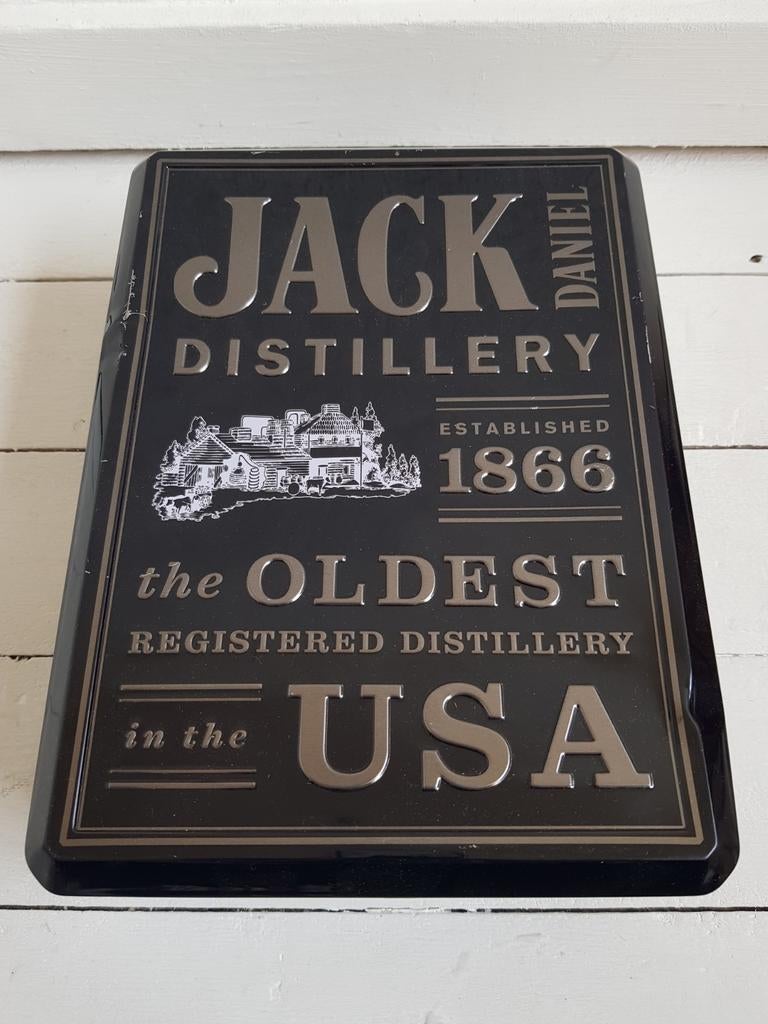 JACK DANIEL
DISTILLERY
ESTABLISHED
1866
the OLDEST
REGISTERED DISTILLERY
in the USA